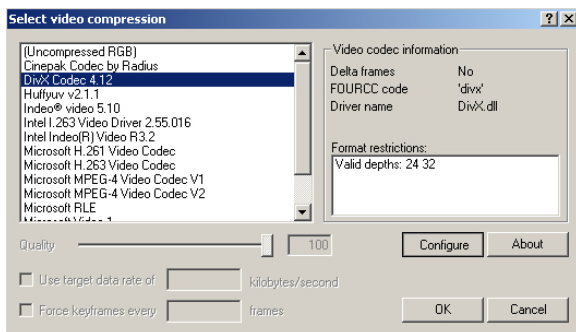 Select video compression
(Uncompressed RGB)
Cinepak Codec by Radius
DivX Codec 4.12
Huffyuv v2.1.1
Indeo® video 5.10
Intel I.263 Video Driver 2.55.016
Intel Indeo(R) Video R3.2
Microsoft H.261 Video Codec
Microsoft H.263 Video Codec
Microsoft MPEG-4 Video Codec V1
Microsoft MPEG-4 Video Codec V2
Microsoft RLE
Microsoft Video 1
Video codec information
Delta frames No
FOURCC code 'divx'
Driver name DivX.dll
Format restrictions:
Valid depths: 24 32
Quality 100
Configure About
Use target data rate of kilobytes/second
Force keyframes every frames
OK Cancel